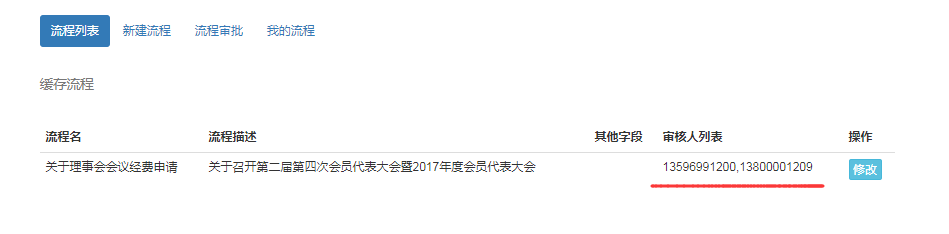 流程列表 新建流程 流程审批 我的流程
缓存流程
流程名 流程描述 其他字段 审核人列表 操作
关于理事会会议经费申请 关于召开第二届第四次会员代表大会暨2017年度会员代表大会 13596991200,13800001209 修改